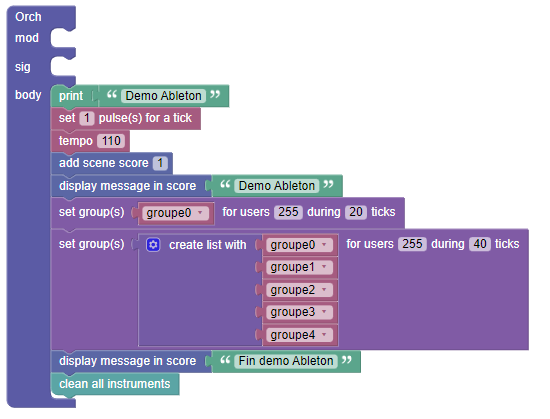 Orch
mod
sig
body print “ Demo Ableton ”
set 1 pulse(s) for a tick
tempo 110
add scene score 1
display message in score “ Demo Ableton ”
set group(s) groupe0 for users 255 during 20 ticks
set group(s) create list with groupe0 for users 255 during 40 ticks
groupe1
groupe2
groupe3
groupe4
display message in score “ Fin demo Ableton ”
clean all instruments